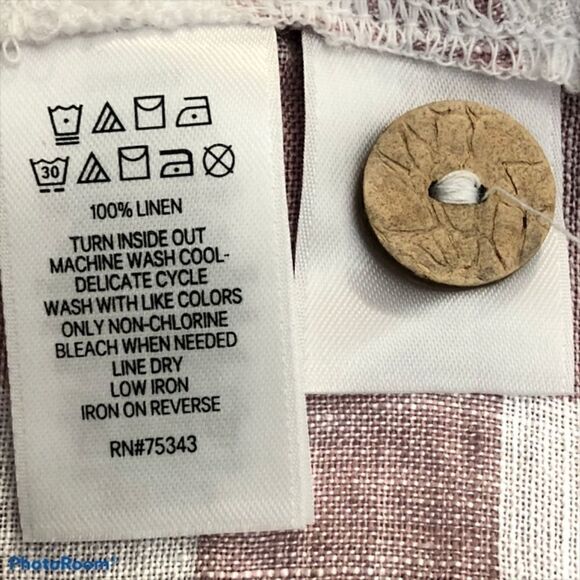 30
100% LINEN
TURN INSIDE OUT
MACHINE WASH COOL-
DELICATE CYCLE
WASH WITH LIKE COLORS
ONLY NON-CHLORINE
BLEACH WHEN NEEDED
LINE DRY
LOW IRON
IRON ON REVERSE
RN#75343
PhotoRoom